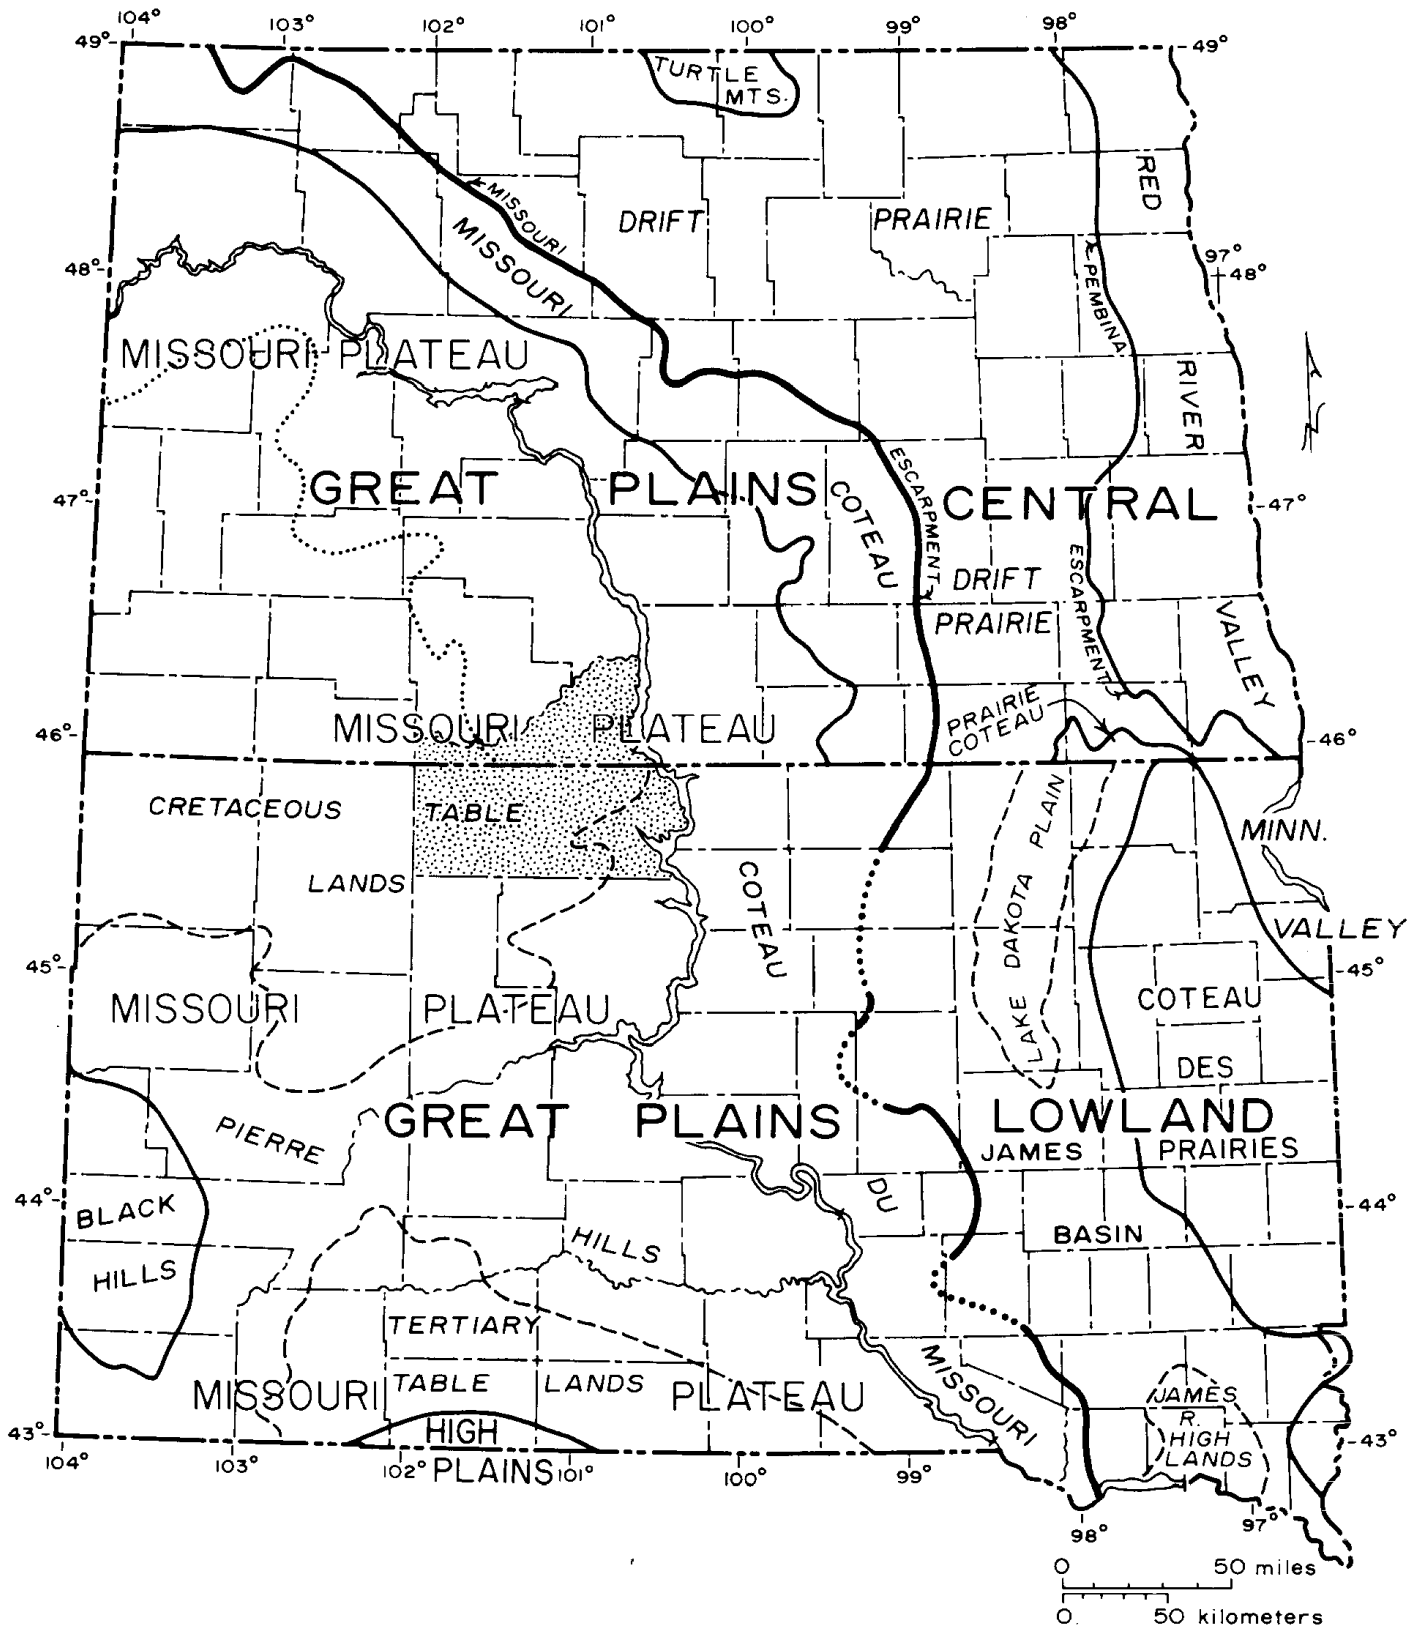 104° 103° 102° 101° 100° 99° 98°
49° 49°
TURTLE
MTS.
RED
MISSOURI
DRIFT PRAIRIE
MISSOURI
97°
48° 48°
PEMBINA
MISSOURI PLATEAU
RIVER
ESCARPMENT
GREAT PLAINS
COTEAU
CENTRAL
47° 47°
ESCARPMENT
DRIFT
PRAIRIE
VALLEY
MISSOURI PLATEAU
PRAIRIE
COTEAU
46° 46°
CRETACEOUS TABLE
LANDS
COTEAU
LAKE DAKOTA PLAIN
MINN.
VALLEY
45° 45°
MISSOURI PLATEAU
COTEAU
DES
PIERRE
GREAT PLAINS
LOWLAND
JAMES
PRAIRIES
44° 44°
BLACK
HILLS
DU
BASIN
HILLS
TERTIARY
TABLE LANDS
MISSOURI PLATEAU
MISSOURI
JAMES
R.
HIGH
LANDS
HIGH
PLAINS
43° 43°
104° 103° 102° 101° 100° 99° 98° 97°
0 50 miles
0. 50 kilometers